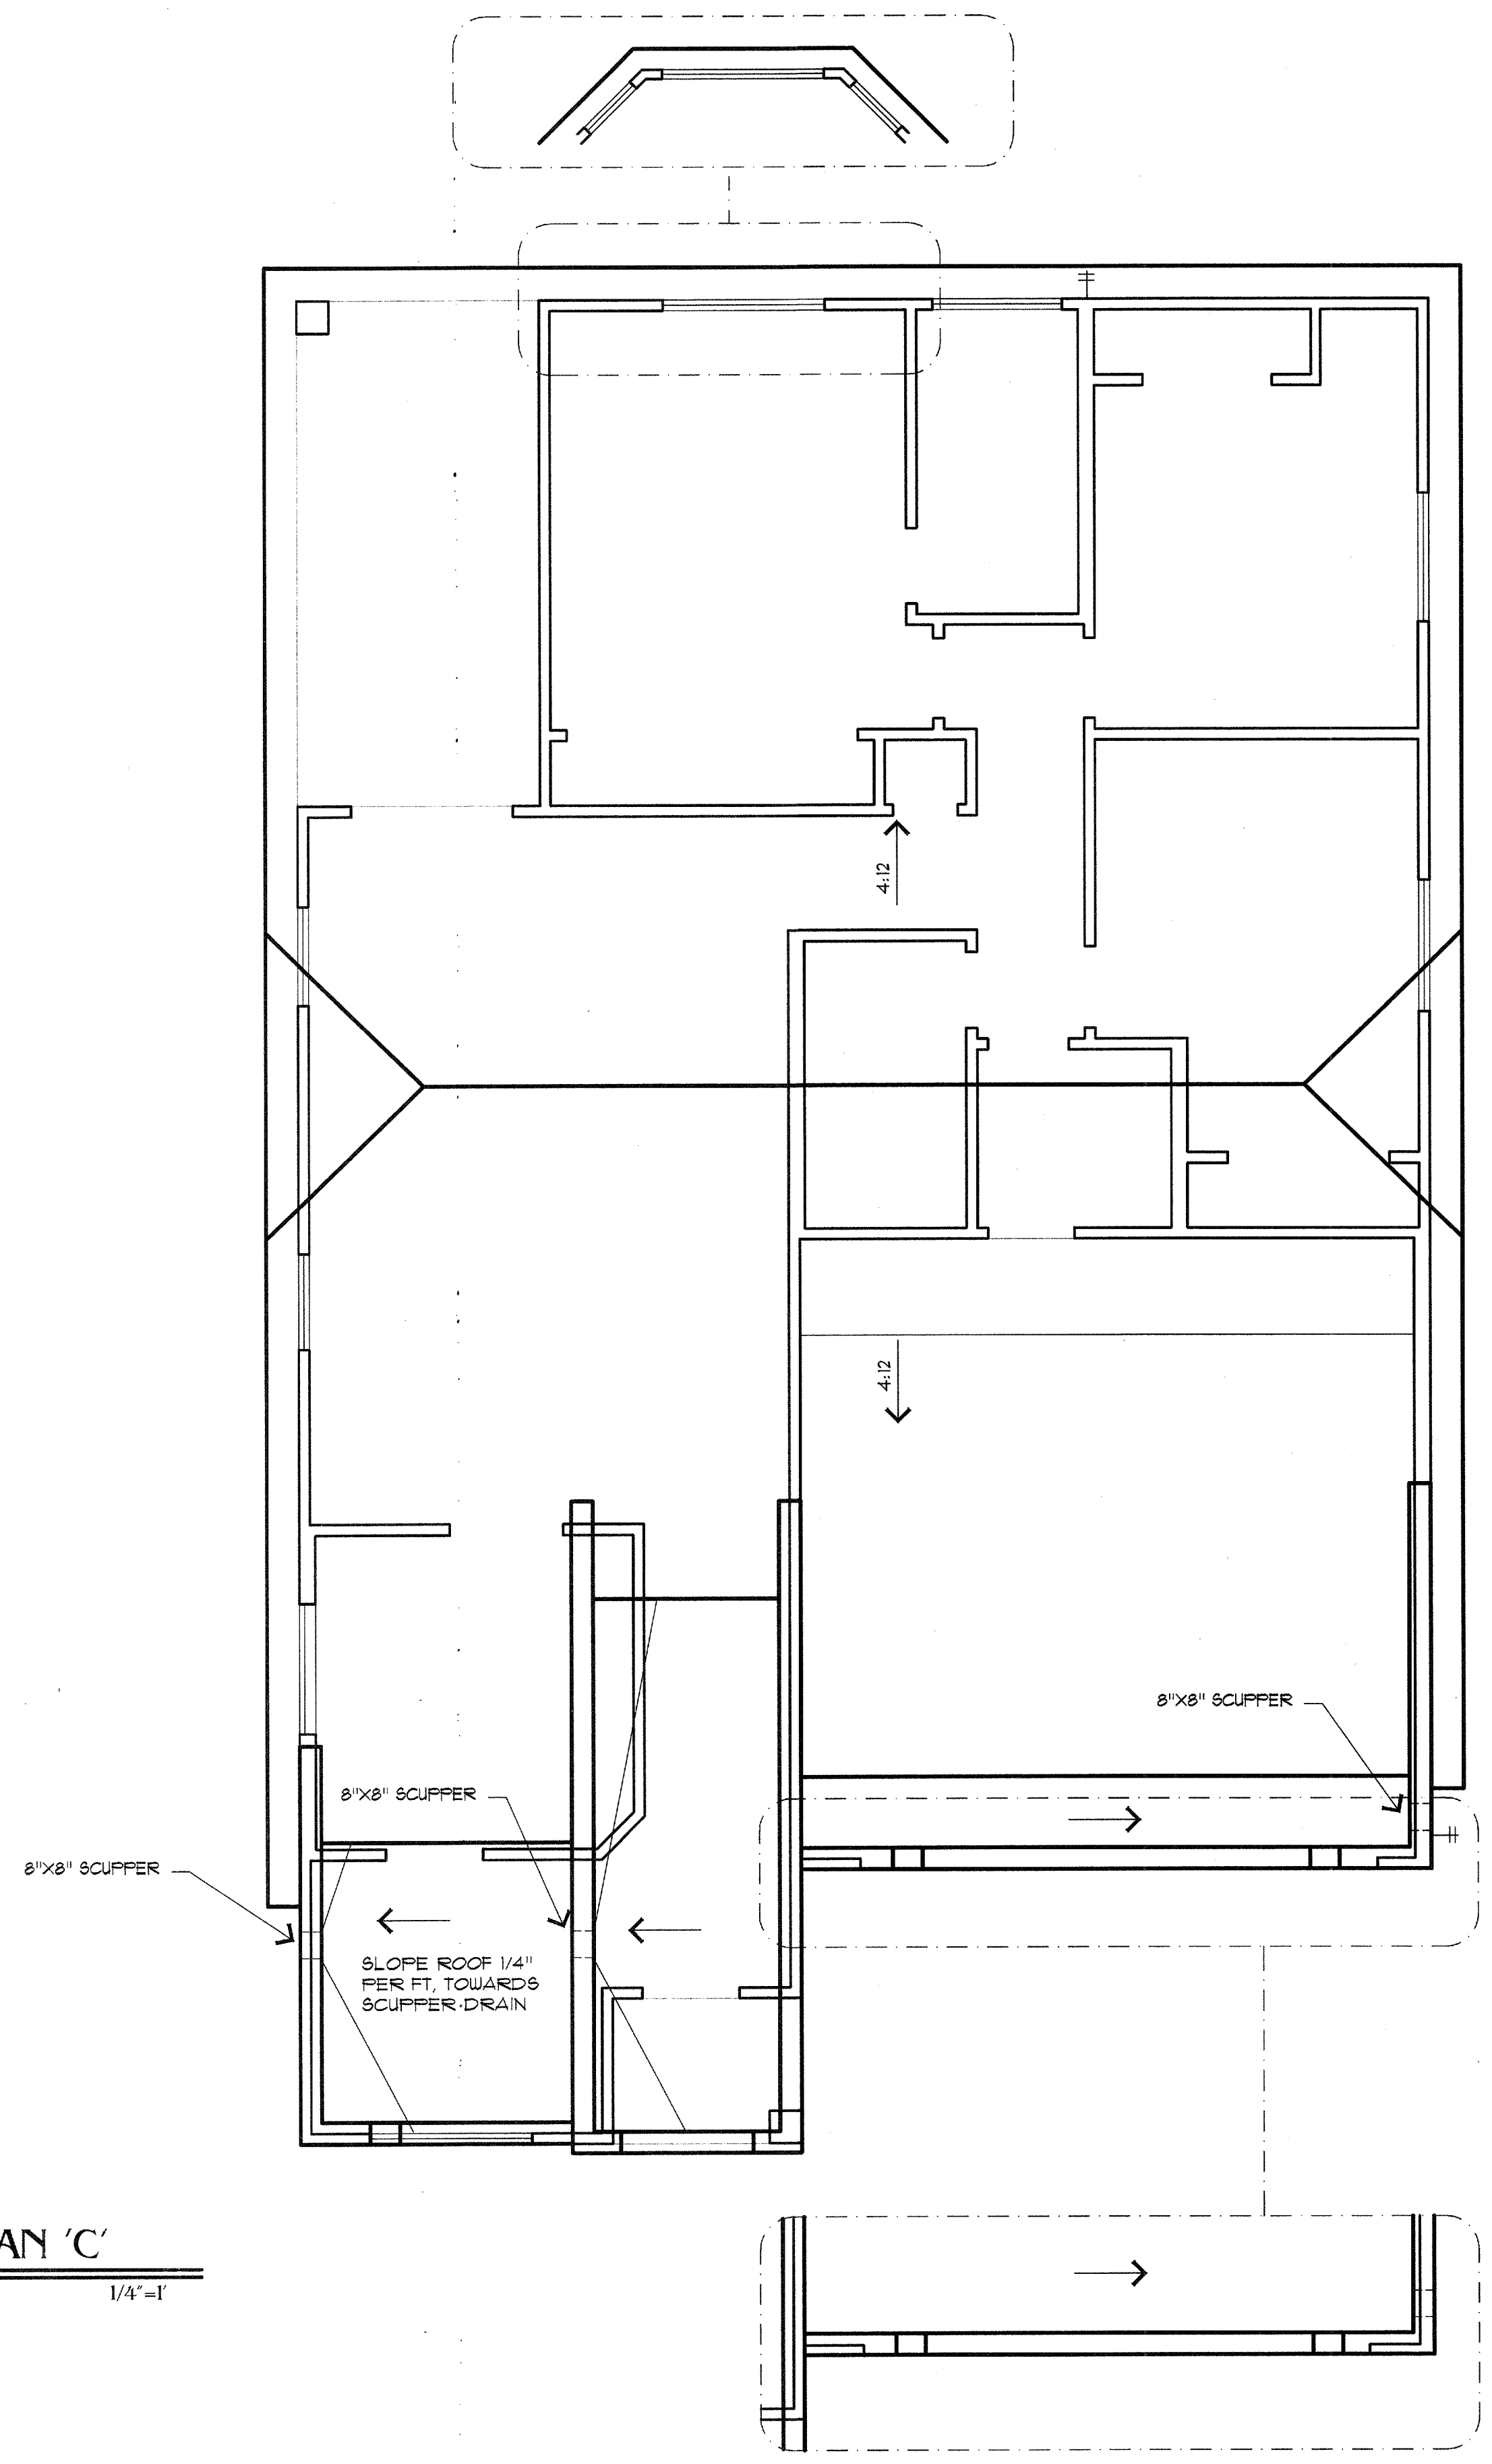 4:12
4:12
8"X8" SCUPPER
8"X8" SCUPPER
8"X8" SCUPPER
SLOPE ROOF 1/4"
PER FT, TOWARDS
SCUPPER·DRAIN
AN 'C'
1/4"=1'